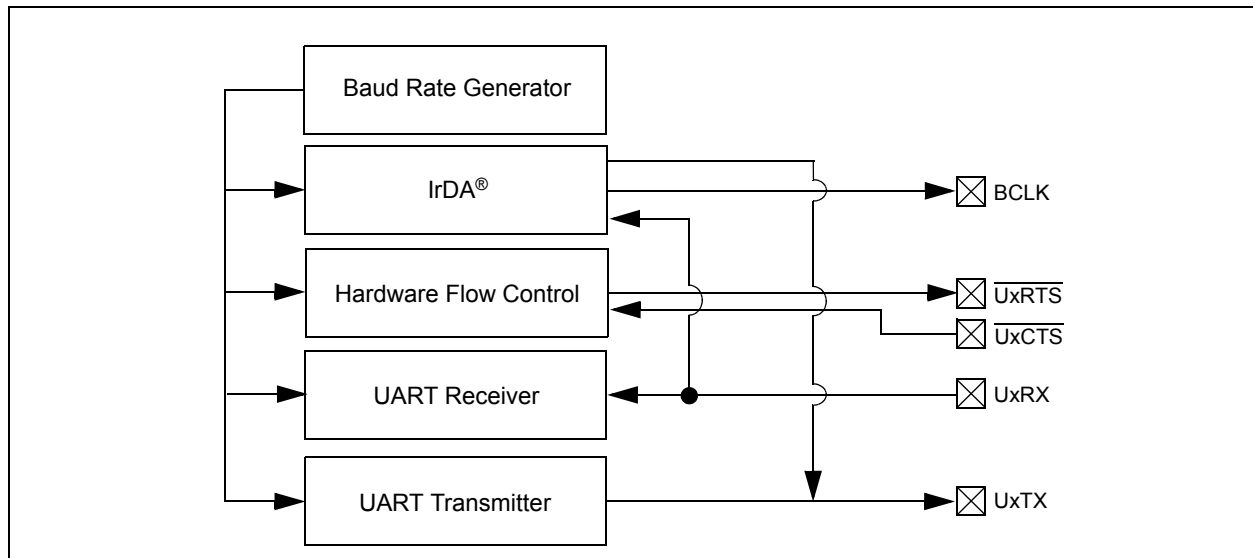 Baud Rate Generator
IrDA®
BCLK
Hardware Flow Control
UxRTS
UxCTS
UART Receiver
UxRX
UART Transmitter
UxTX